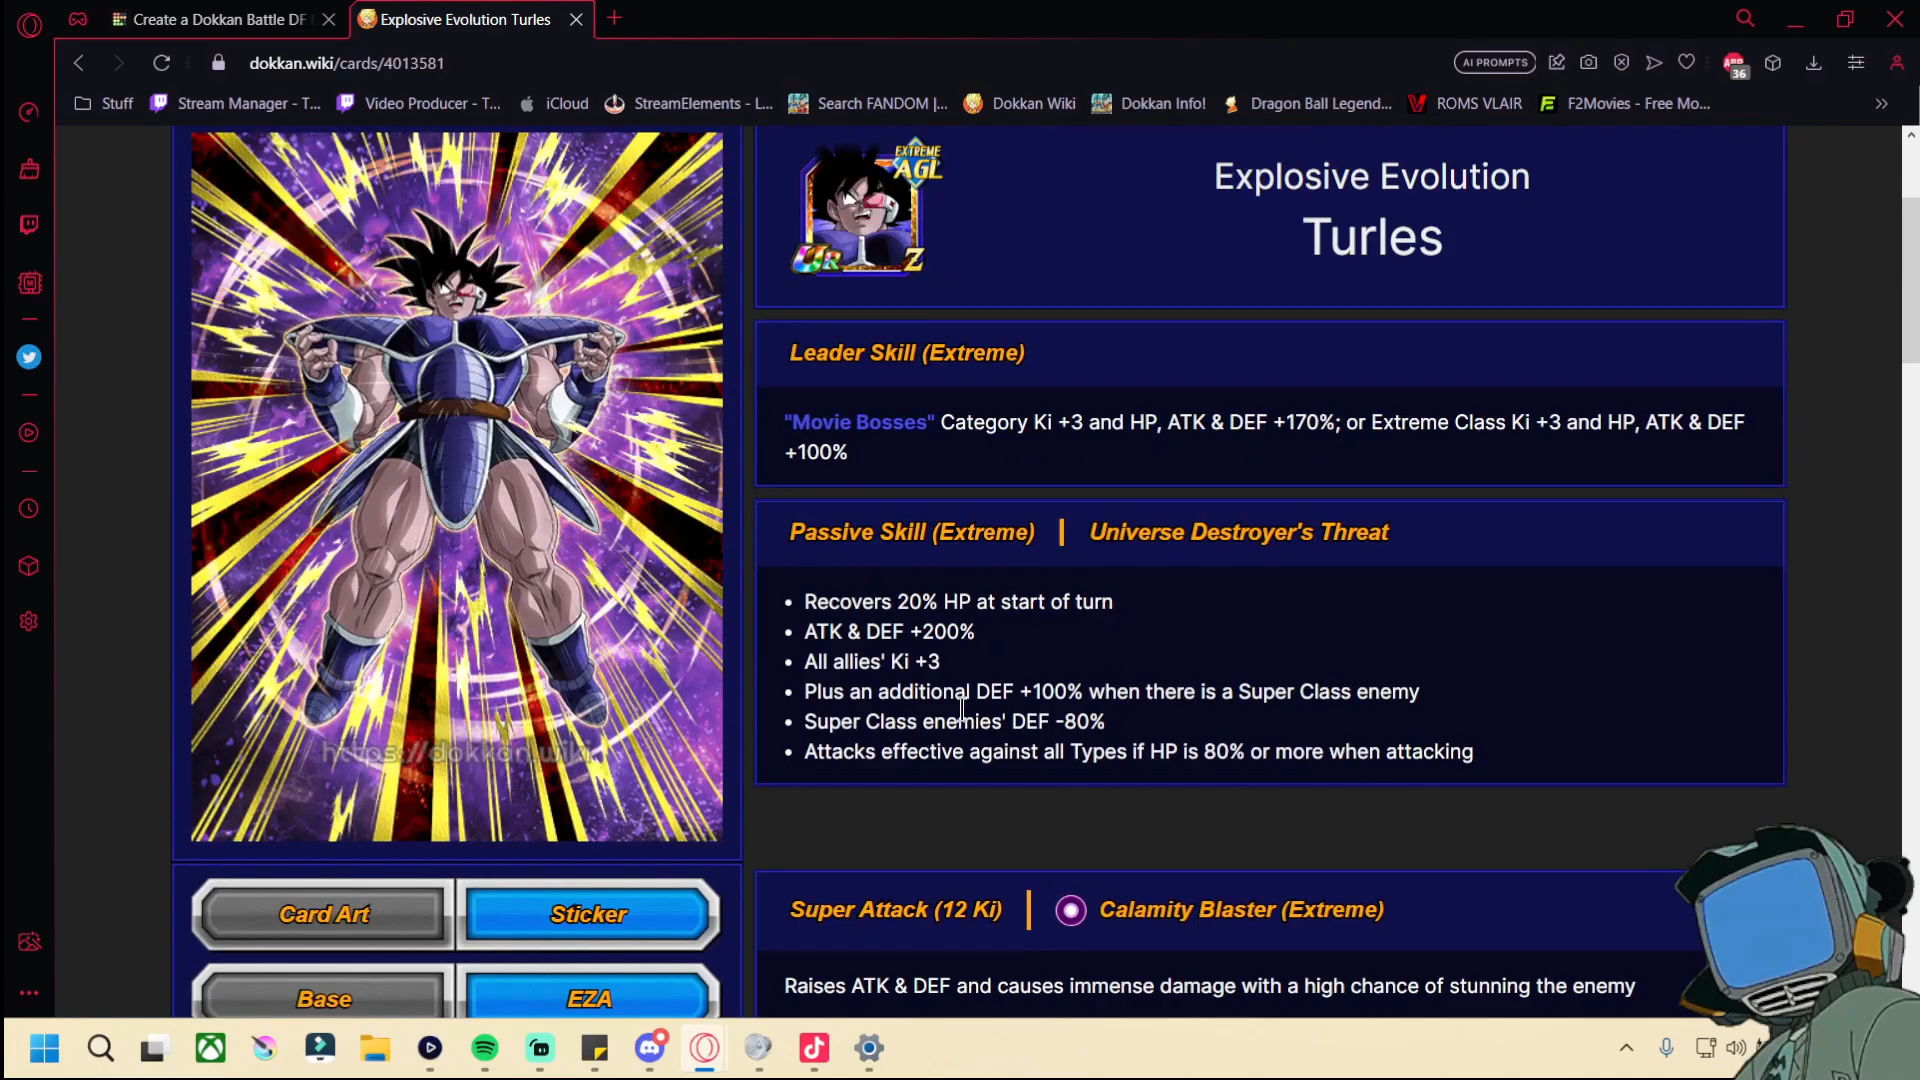 Create a Dokkan Battle DF
Explosive Evolution Turles
dokkan.wiki/cards/4013581
AI PROMPTS
36
Stuff
Stream Manager - T...
Video Producer - T...
iCloud
StreamElements - L...
Search FANDOM |...
Dokkan Wiki
Dokkan Info!
Dragon Ball Legend...
ROMS VLAIR
F2Movies - Free Mo...
EXTREME
AGL
UR
Z
Explosive Evolution
Turles
Leader Skill (Extreme)
"Movie Bosses" Category Ki +3 and HP, ATK & DEF +170%; or Extreme Class Ki +3 and HP, ATK & DEF
+100%
Passive Skill (Extreme) | Universe Destroyer's Threat
• Recovers 20% HP at start of turn
• ATK & DEF +200%
• All allies' Ki +3
• Plus an additional DEF +100% when there is a Super Class enemy
• Super Class enemies' DEF -80%
• Attacks effective against all Types if HP is 80% or more when attacking
https://dokkan.wiki
Card Art
Sticker
Base
EZA
Super Attack (12 Ki) | Calamity Blaster (Extreme)
Raises ATK & DEF and causes immense damage with a high chance of stunning the enemy